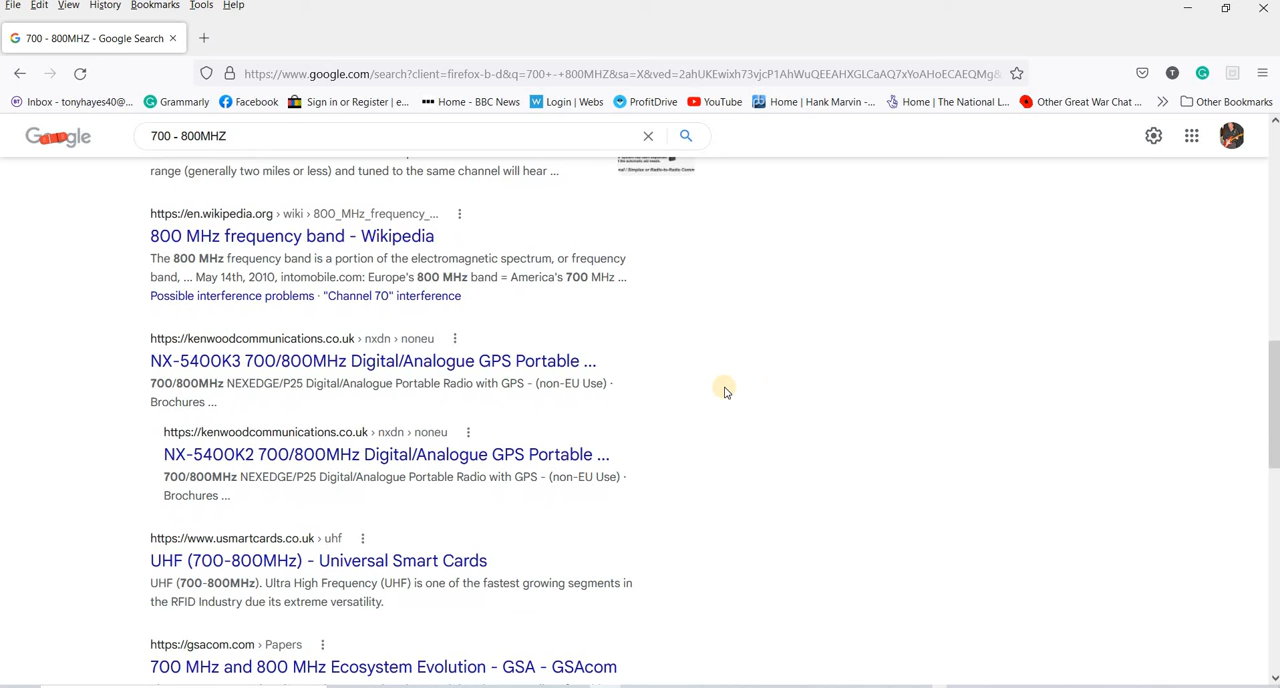 File Edit View History Bookmarks Tools Help
700 - 800MHZ - Google Search
https://www.google.com/search?client=firefox-b-d&q=700+-+800MHZ&sa=X&ved=2ahUKEwixh73vjcP1AhWuQEEAHXGLCaAQ7xYoAHoECAEQMg&
Inbox - tonyhayes40@... Grammarly Facebook Sign in or Register | e... Home - BBC News Login | Webs ProfitDrive YouTube Home | Hank Marvin -... Home | The National L... Other Great War Chat ... Other Bookmarks
700 - 800MHZ
range (generally two miles or less) and tuned to the same channel will hear ...
https://en.wikipedia.org › wiki › 800_MHz_frequency_...
800 MHz frequency band - Wikipedia
The 800 MHz frequency band is a portion of the electromagnetic spectrum, or frequency
band, ... May 14th, 2010, intomobile.com: Europe's 800 MHz band = America's 700 MHz ...
Possible interference problems · "Channel 70" interference
https://kenwoodcommunications.co.uk › nxdn › noneu
NX-5400K3 700/800MHz Digital/Analogue GPS Portable ...
700/800MHz NEXEDGE/P25 Digital/Analogue Portable Radio with GPS - (non-EU Use) ·
Brochures ...
https://kenwoodcommunications.co.uk › nxdn › noneu
NX-5400K2 700/800MHz Digital/Analogue GPS Portable ...
700/800MHz NEXEDGE/P25 Digital/Analogue Portable Radio with GPS - (non-EU Use) ·
Brochures ...
https://www.usmartcards.co.uk › uhf
UHF (700-800MHz) - Universal Smart Cards
UHF (700-800MHz). Ultra High Frequency (UHF) is one of the fastest growing segments in
the RFID Industry due its extreme versatility.
https://gsacom.com › Papers
700 MHz and 800 MHz Ecosystem Evolution - GSA - GSAcom